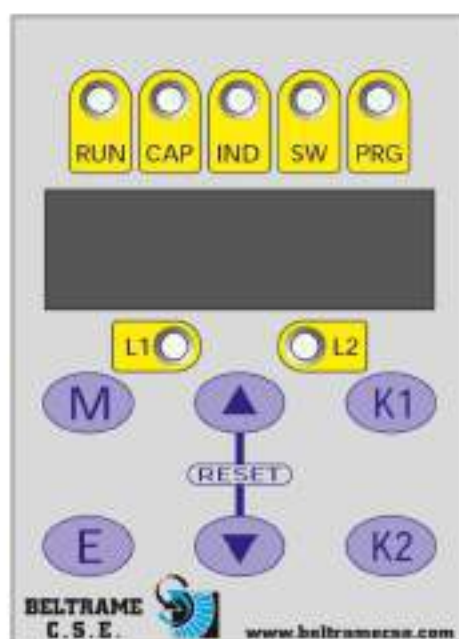 RUN CAP IND SW PRG
L1 L2
M K1
RESET
E K2
BELTRAME
C.S.E.
www.beltramecse.com